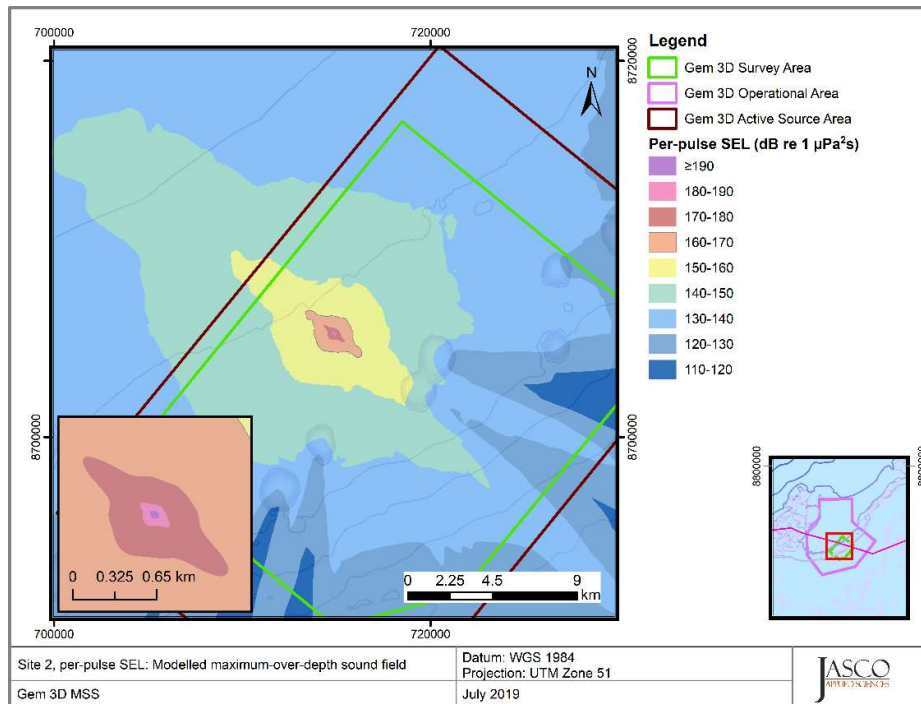 700000
720000
8720000
8700000
N
0 0.325 0.65 km
0 2.25 4.5 9
km
700000
720000
8720000
8700000
Legend
Gem 3D Survey Area
Gem 3D Operational Area
Gem 3D Active Source Area
Per-pulse SEL (dB re 1 µPa²s)
≥190
180-190
170-180
160-170
150-160
140-150
130-140
120-130
110-120
8800000
8800000
Site 2, per-pulse SEL: Modelled maximum-over-depth sound field
Gem 3D MSS
Datum: WGS 1984
Projection: UTM Zone 51
July 2019
JASCO
APPLIED SCIENCES